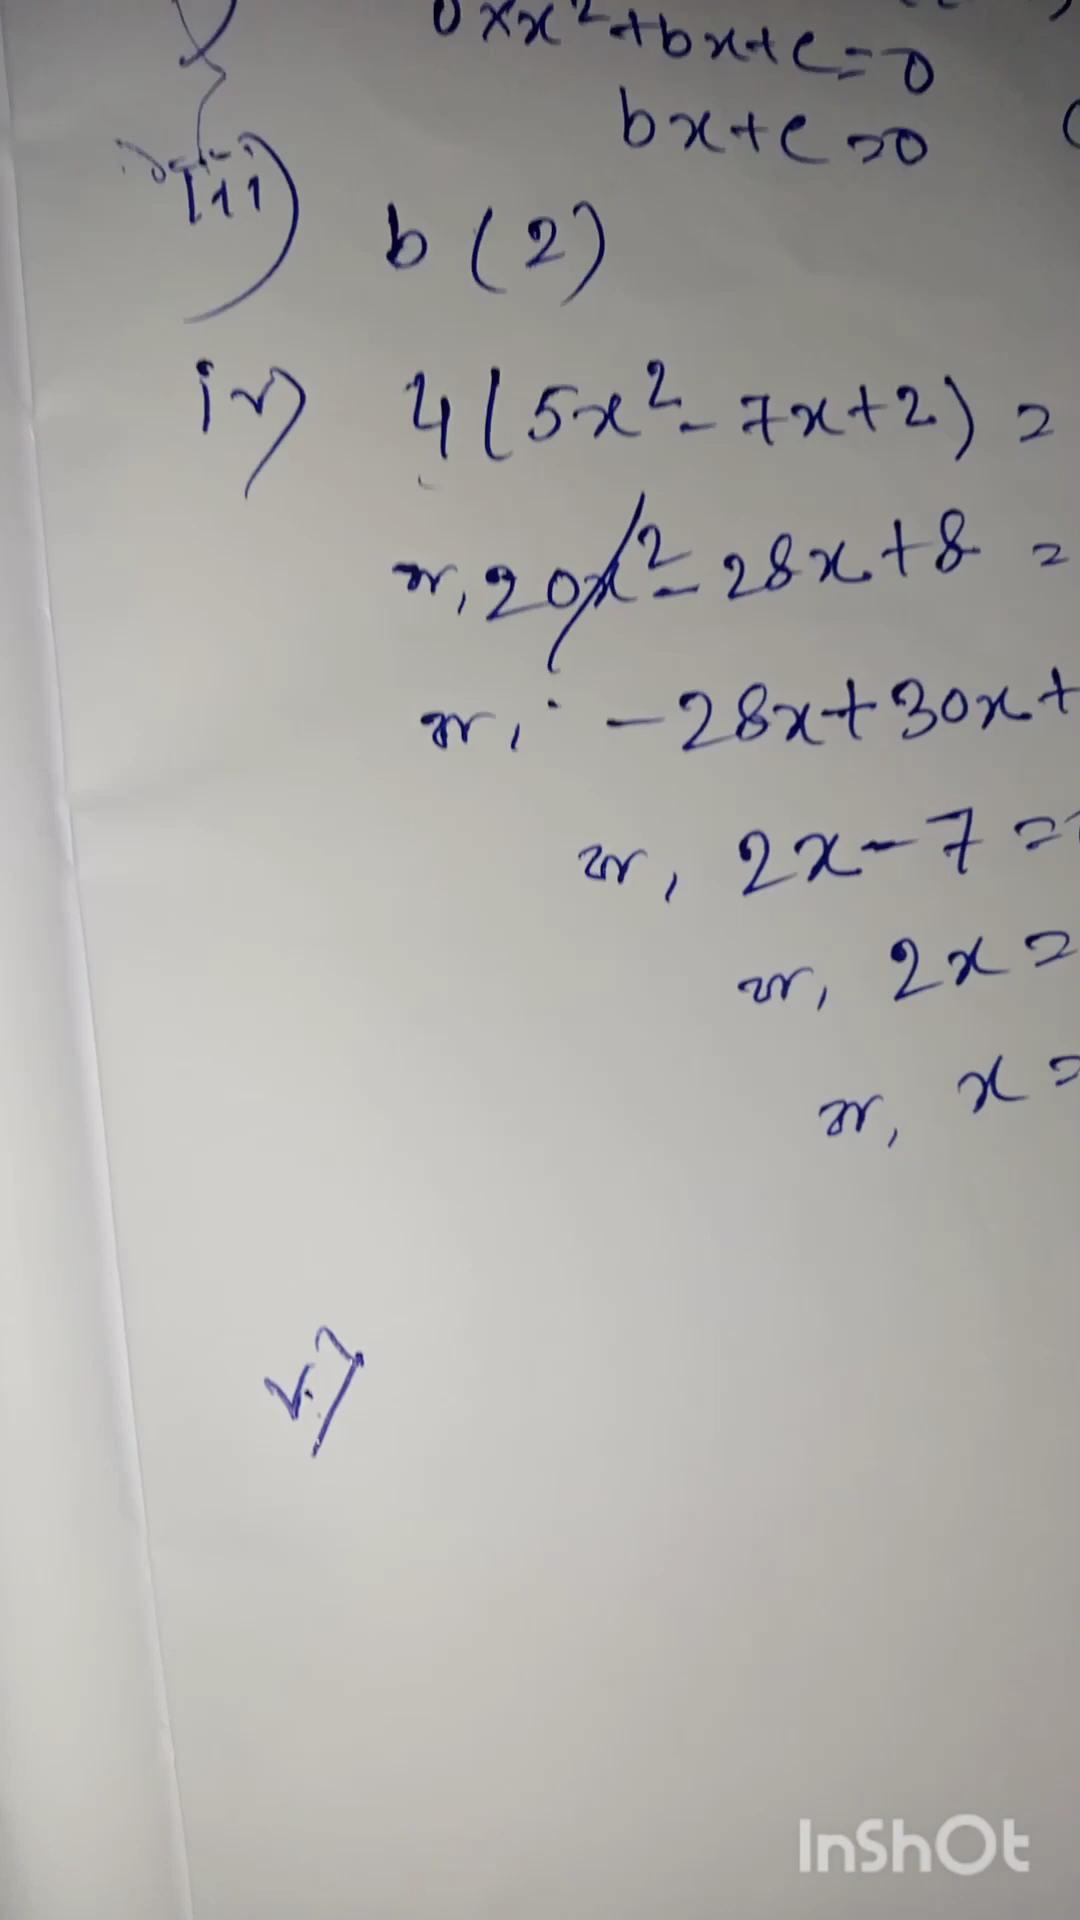 0×x²+bx+c=0
bx+c=0
iii) b (2)
iv) 4(5x²-7x+2) =
or, 20x²-28x+8 =
or, -28x+30x+
or, 2x-7=
or, 2x=
or, x=
v)
InShOt